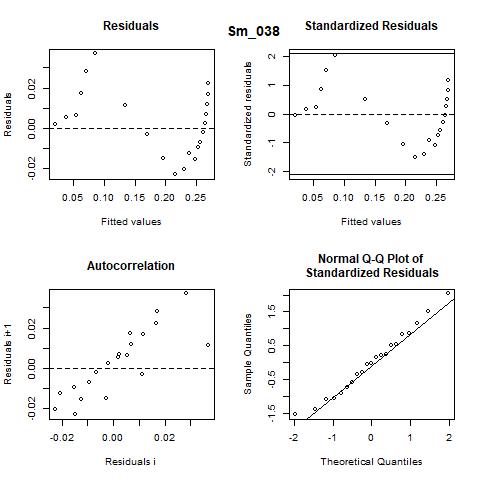 Sm_038
Residuals
Residuals
-0.02 0.00 0.02
0.05 0.10 0.15 0.20 0.25
Fitted values
Standardized Residuals
Standardized residuals
-2 -1 0 1 2
0.05 0.10 0.15 0.20 0.25
Fitted values
Autocorrelation
Residuals i+1
-0.02 0.00 0.02
-0.02 0.00 0.02
Residuals i
Normal Q-Q Plot of
Standardized Residuals
Sample Quantiles
-1.5 -0.5 0.5 1.5
-2 -1 0 1 2
Theoretical Quantiles